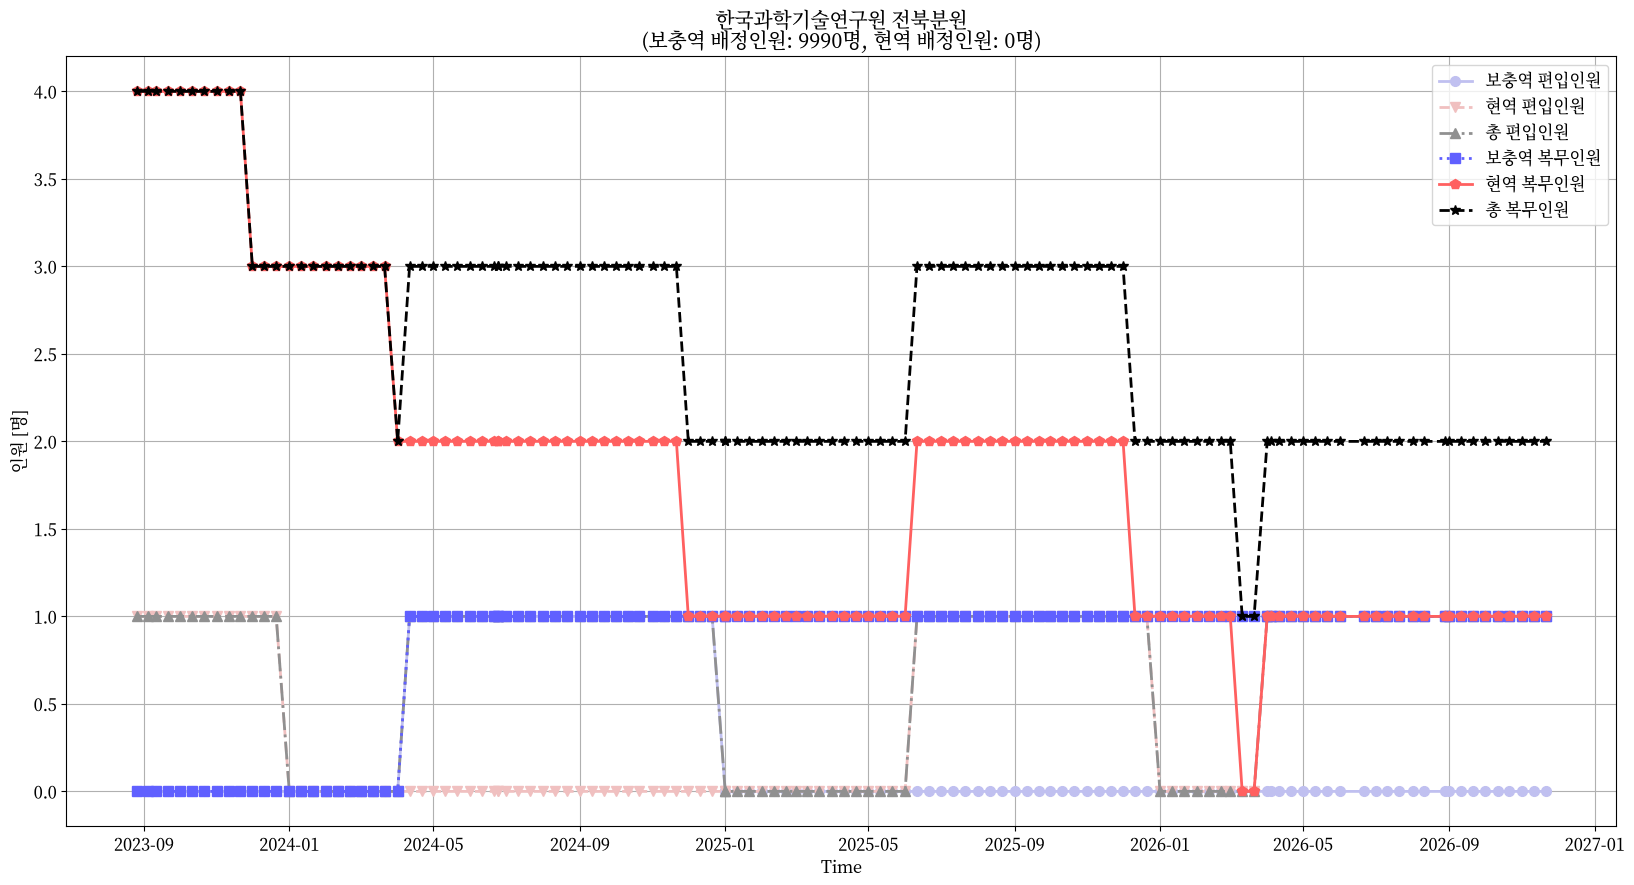 한국과학기술연구원 전북분원
(보충역 배정인원: 9990명, 현역 배정인원: 0명)
보충역 편입인원
현역 편입인원
총 편입인원
보충역 복무인원
현역 복무인원
총 복무인원
인원 [명]
4.0
3.5
3.0
2.5
2.0
1.5
1.0
0.5
0.0
2023-09 2024-01 2024-05 2024-09 2025-01 2025-05 2025-09 2026-01 2026-05 2026-09 2027-01
Time